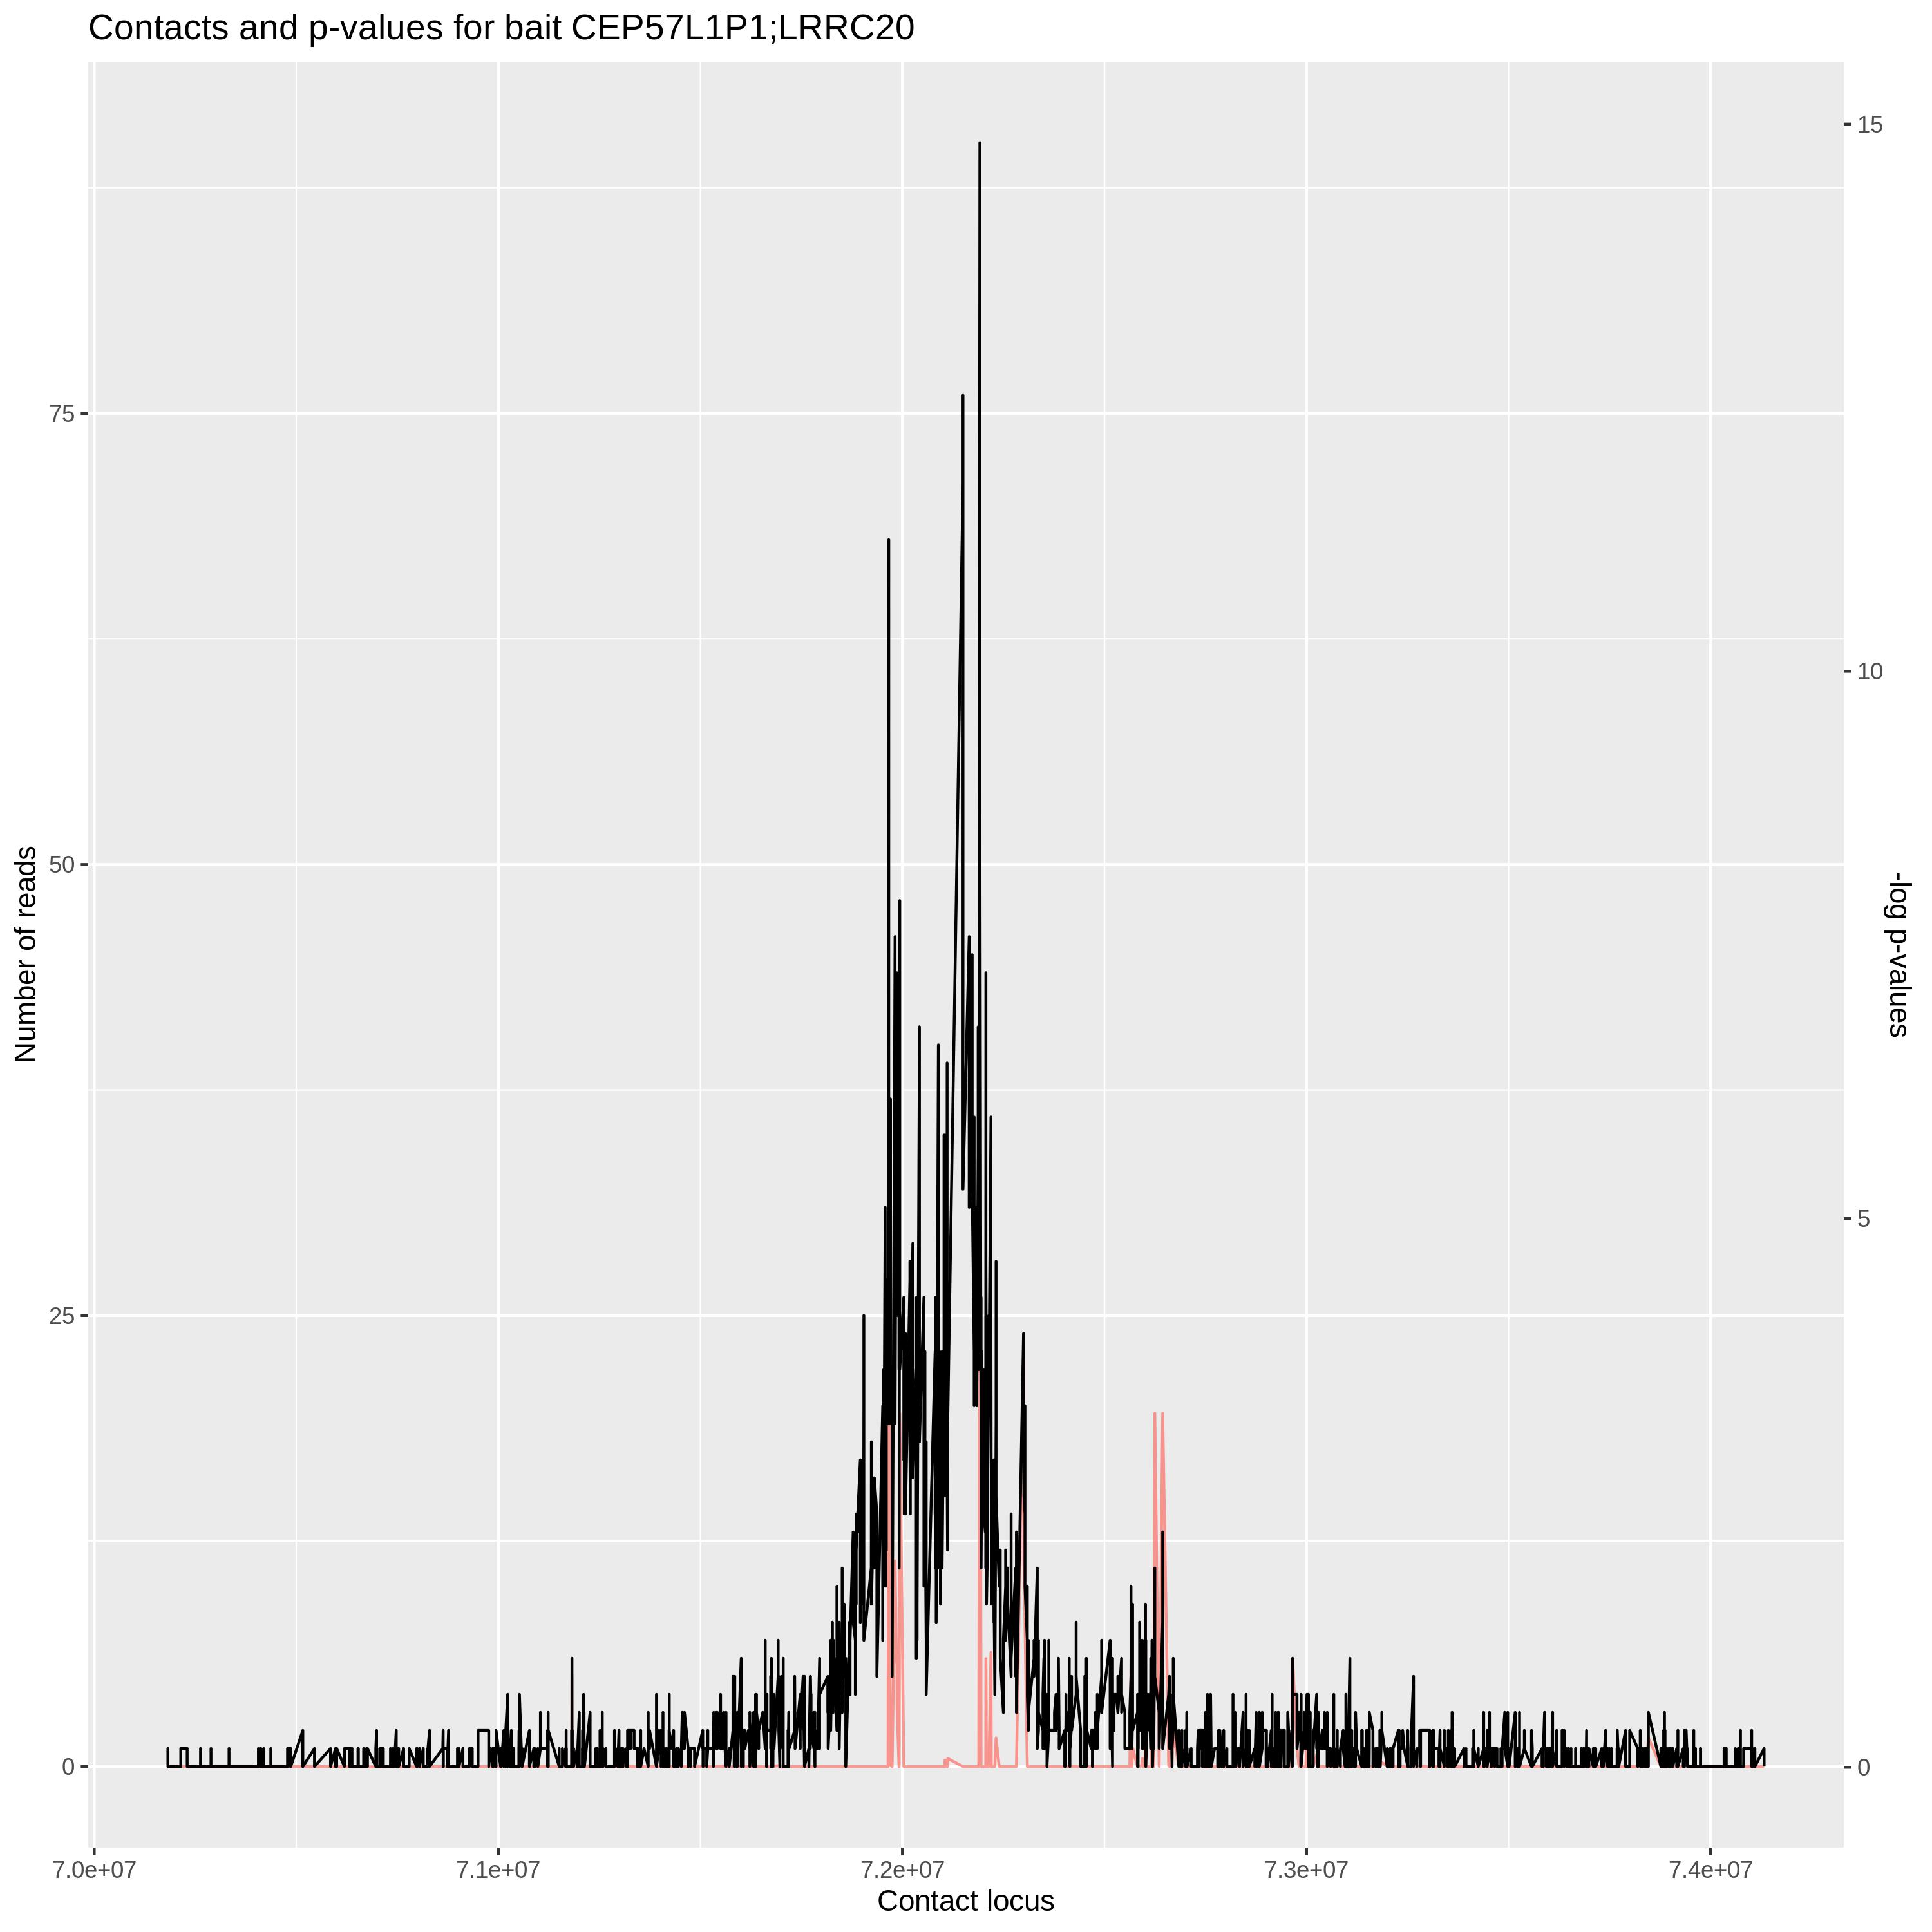 Contacts and p-values for bait CEP57L1P1;LRRC20
15
75
10
50
Number of reads
-log p-values
5
25
0
0
7.0e+07 7.1e+07 7.2e+07 7.3e+07 7.4e+07
Contact locus